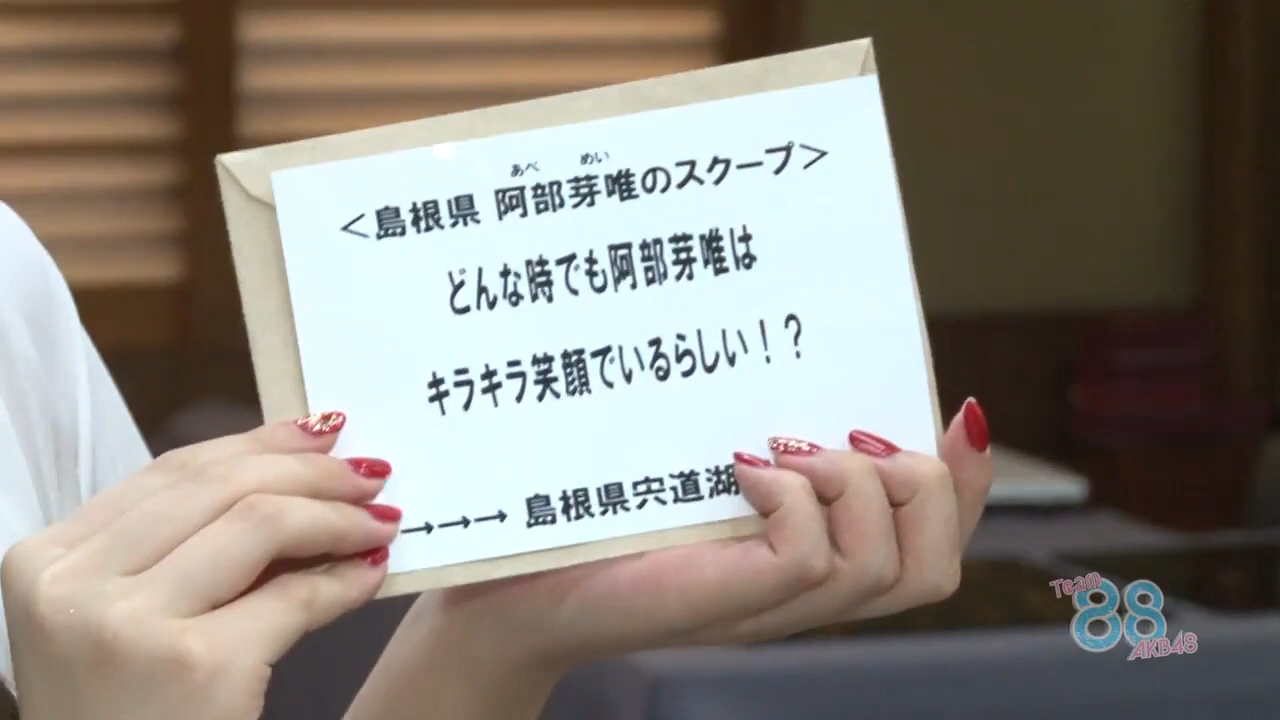 あべ めい
＜島根県 阿部芽唯のスクープ＞
どんな時でも阿部芽唯は
キラキラ笑顔でいるらしい！？
→→→ 島根県宍道湖
Team
88
AKB48